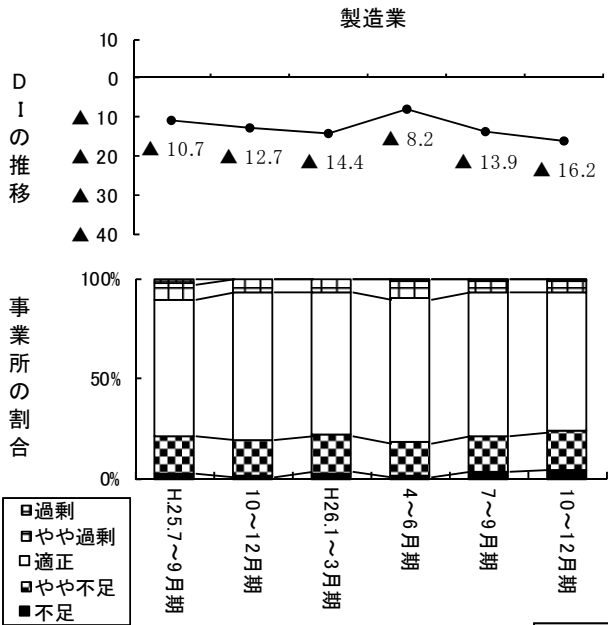 製造業
DIの推移
10
0
▲ 10
▲ 20
▲ 30
▲ 40
▲ 10.7
▲ 12.7
▲ 14.4
▲ 8.2
▲ 13.9
▲ 16.2
事業所の割合
100%
50%
0%
H.25.7～9月期
10～12月期
H26.1～3月期
4～6月期
7～9月期
10～12月期
過剰
やや過剰
適正
やや不足
不足